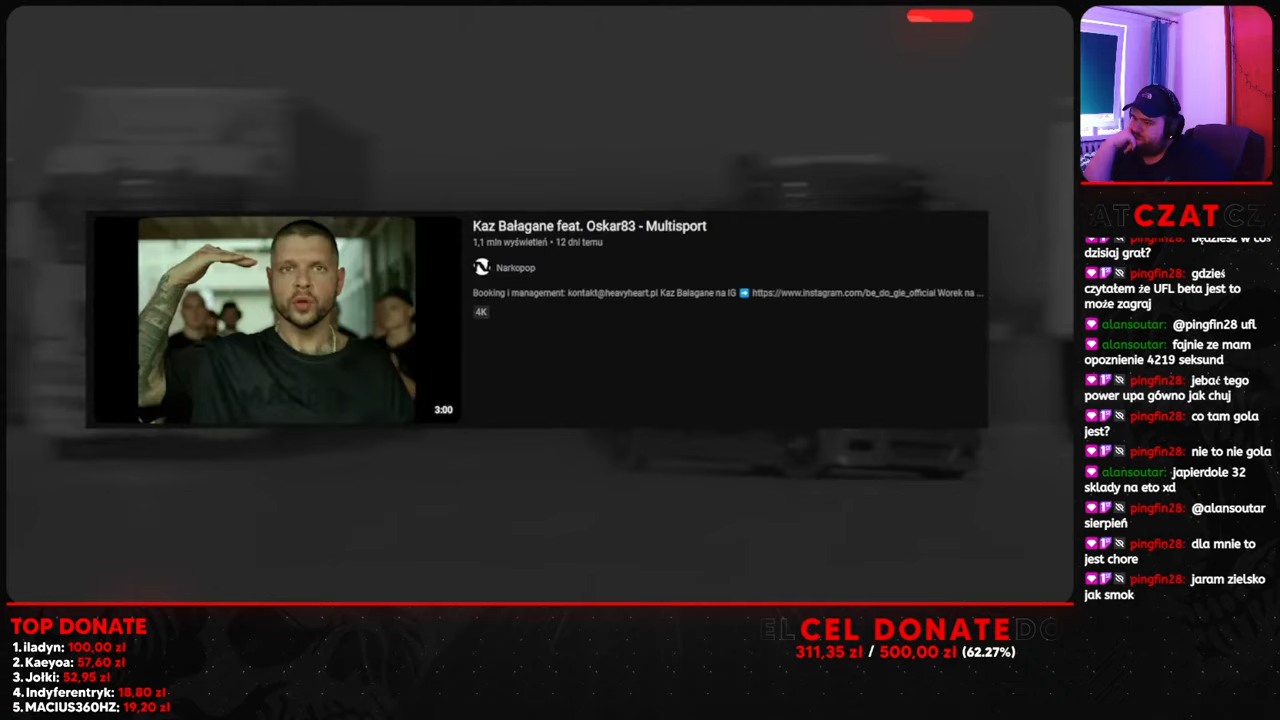 Kaz Bałagane feat. Oskar83 - Multisport
1,1 mln wyświetleń • 12 dni temu
Narkopop
Booking i management: kontakt@heavyheart.pl Kaz Bałagane na IG ➡️ https://www.instagram.com/be_do_gie_official Worek na ...
4K
3:00
CZAT
pingfin28: będziesz w coś
dzisiaj grał?
pingfin28: gdzieś
czytałem że UFL beta jest to
może zagraj
alansoutar: @pingfin28 ufl
alansoutar: fajnie ze mam
opoznienie 4219 seksund
pingfin28: jebać tego
power upa gówno jak chuj
pingfin28: co tam gola
jest?
pingfin28: nie to nie gola
alansoutar: japierdole 32
sklady na eto xd
pingfin28: @alansoutar
sierpień
pingfin28: dla mnie to
jest chore
pingfin28: jaram zielsko
jak smok
TOP DONATE
1. iladyn: 100,00 zł
2. Kaeyoa: 57,60 zł
3. Jołki: 52,95 zł
4. Indyferentryk: 18,80 zł
5. MACIUS360HZ: 19,20 zł
CEL DONATE
311,35 zł / 500,00 zł (62.27%)